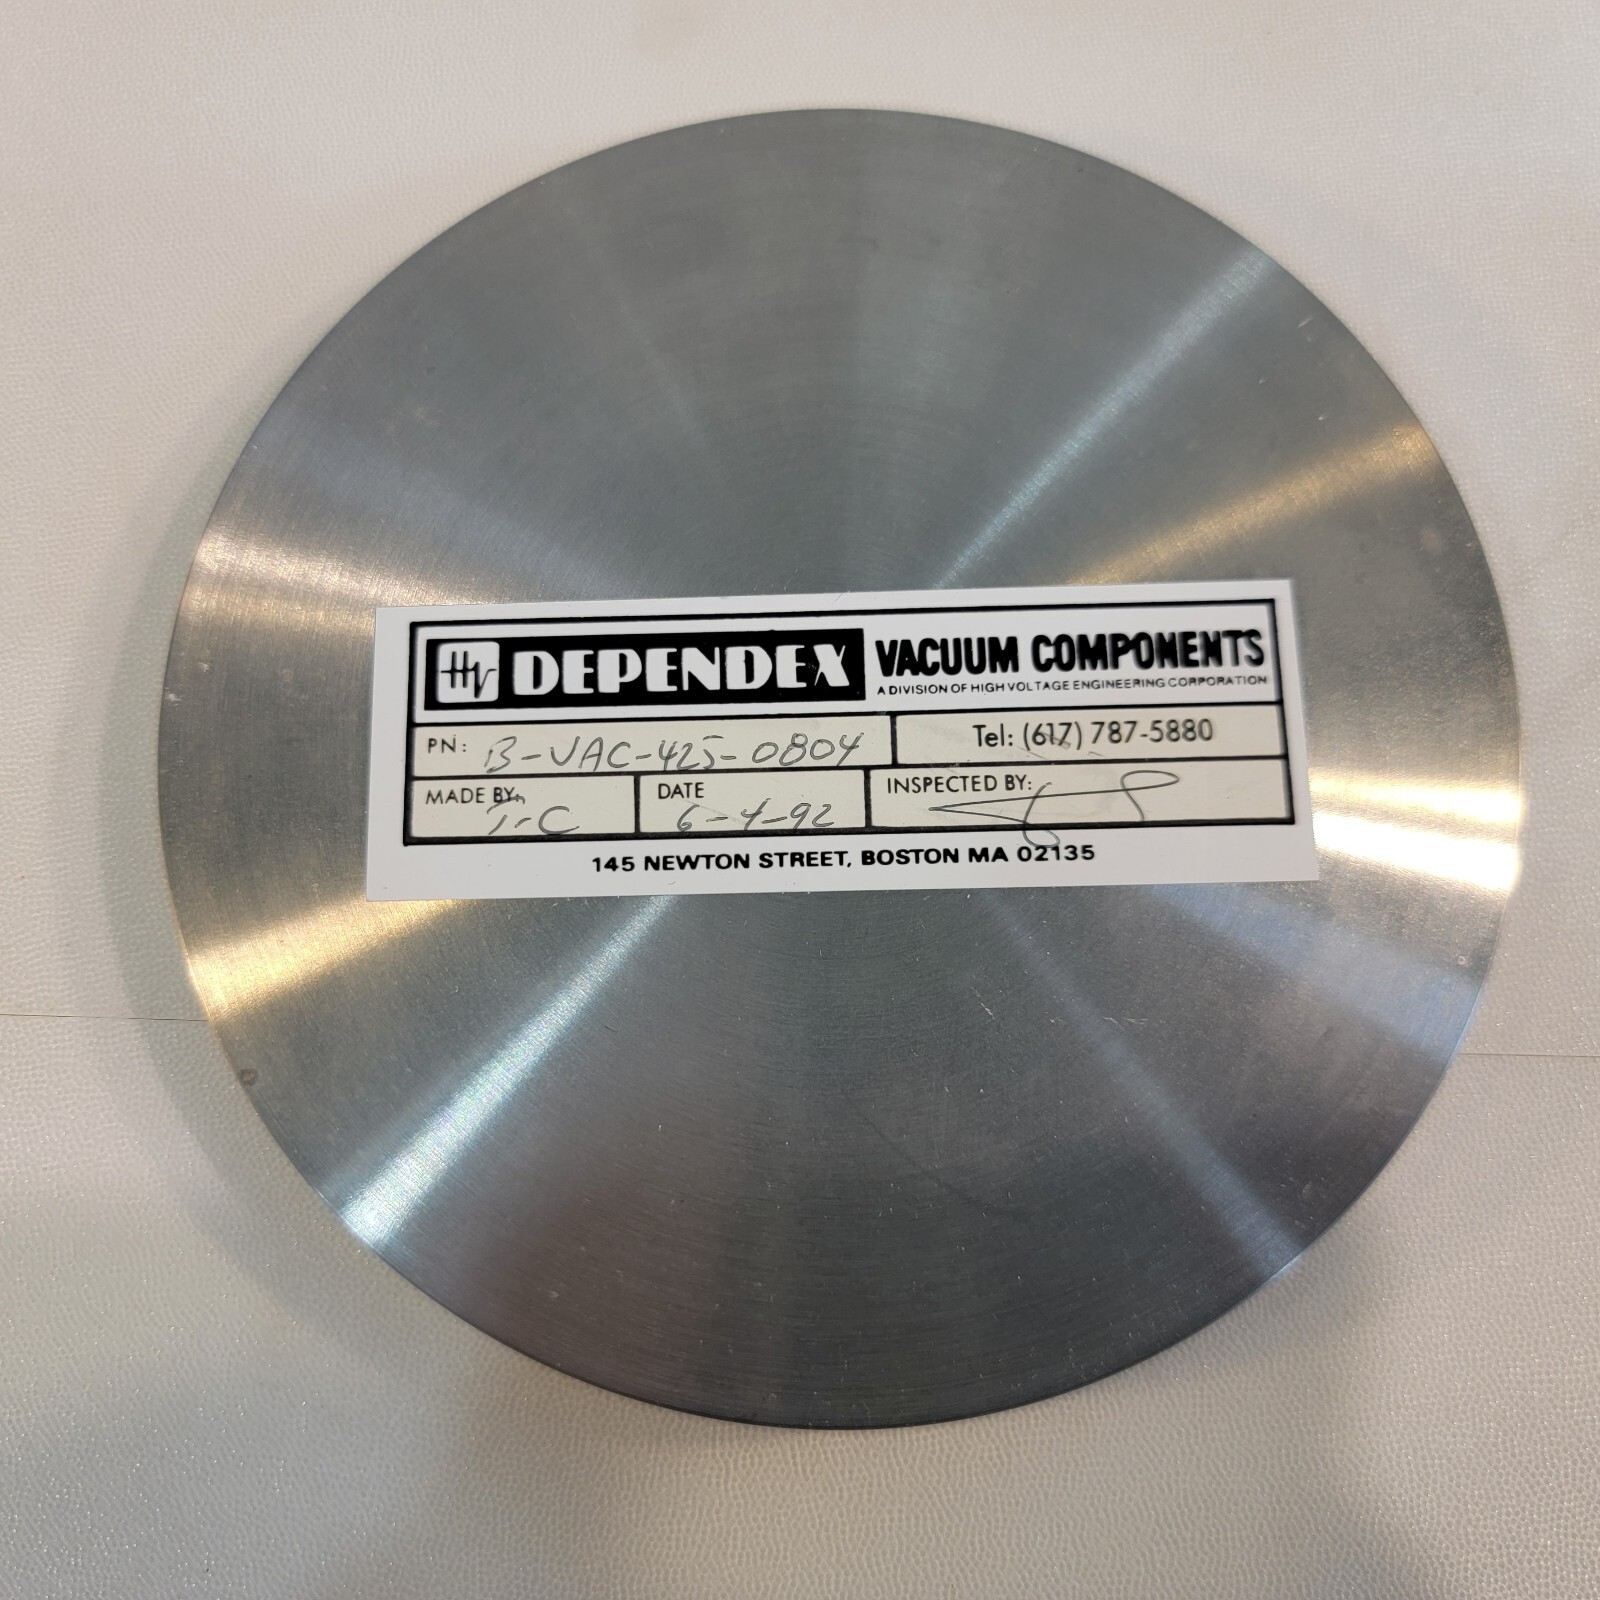 HV DEPENDEX VACUUM COMPONENTS
A DIVISION OF HIGH VOLTAGE ENGINEERING CORPORATION
PN: B-VAC-425-0804 Tel: (617) 787-5880
MADE BY: T-C DATE 6-4-92 INSPECTED BY:
145 NEWTON STREET, BOSTON MA 02135